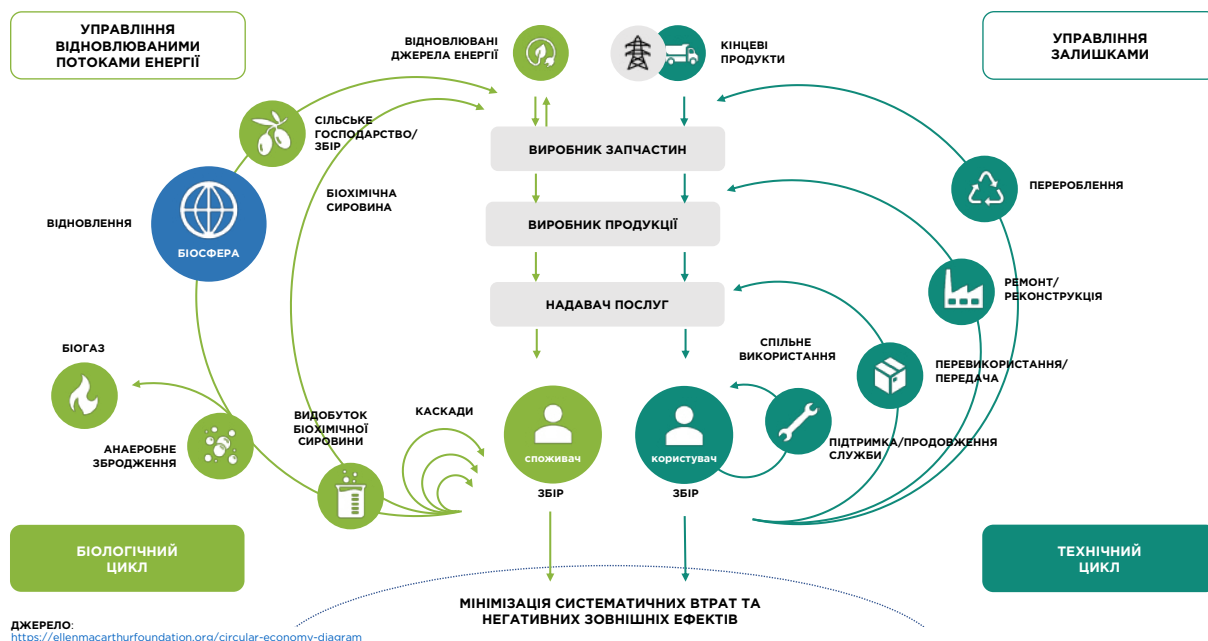 УПРАВЛІННЯ
ВІДНОВЛЮВАНИМИ
ПОТОКАМИ ЕНЕРГІЇ
ВІДНОВЛЮВАНІ
ДЖЕРЕЛА ЕНЕРГІЇ
КІНЦЕВІ
ПРОДУКТИ
УПРАВЛІННЯ
ЗАЛИШКАМИ
СІЛЬСЬКЕ
ГОСПОДАРСТВО/
ЗБІР
ВИРОБНИК ЗАПЧАСТИН
БІОХІМІЧНА
СИРОВИНА
ПЕРЕРОБЛЕННЯ
ВІДНОВЛЕННЯ
БІОСФЕРА
ВИРОБНИК ПРОДУКЦІЇ
НАДАВАЧ ПОСЛУГ
РЕМОНТ/
РЕКОНСТРУКЦІЯ
БІОГАЗ
СПІЛЬНЕ
ВИКОРИСТАННЯ
ПЕРЕВИКОРИСТАННЯ/
ПЕРЕДАЧА
АНАЕРОБНЕ
ЗБРОДЖЕННЯ
ВИДОБУТОК
БІОХІМІЧНОЇ
СИРОВИНИ
КАСКАДИ
споживач
користувач
ПІДТРИМКА/ПРОДОВЖЕННЯ
СЛУЖБИ
ЗБІР
ЗБІР
БІОЛОГІЧНИЙ
ЦИКЛ
ТЕХНІЧНИЙ
ЦИКЛ
МІНІМІЗАЦІЯ СИСТЕМАТИЧНИХ ВТРАТ ТА
НЕГАТИВНИХ ЗОВНІШНІХ ЕФЕКТІВ
ДЖЕРЕЛО:
https://ellenmacarthurfoundation.org/circular-economy-diagram